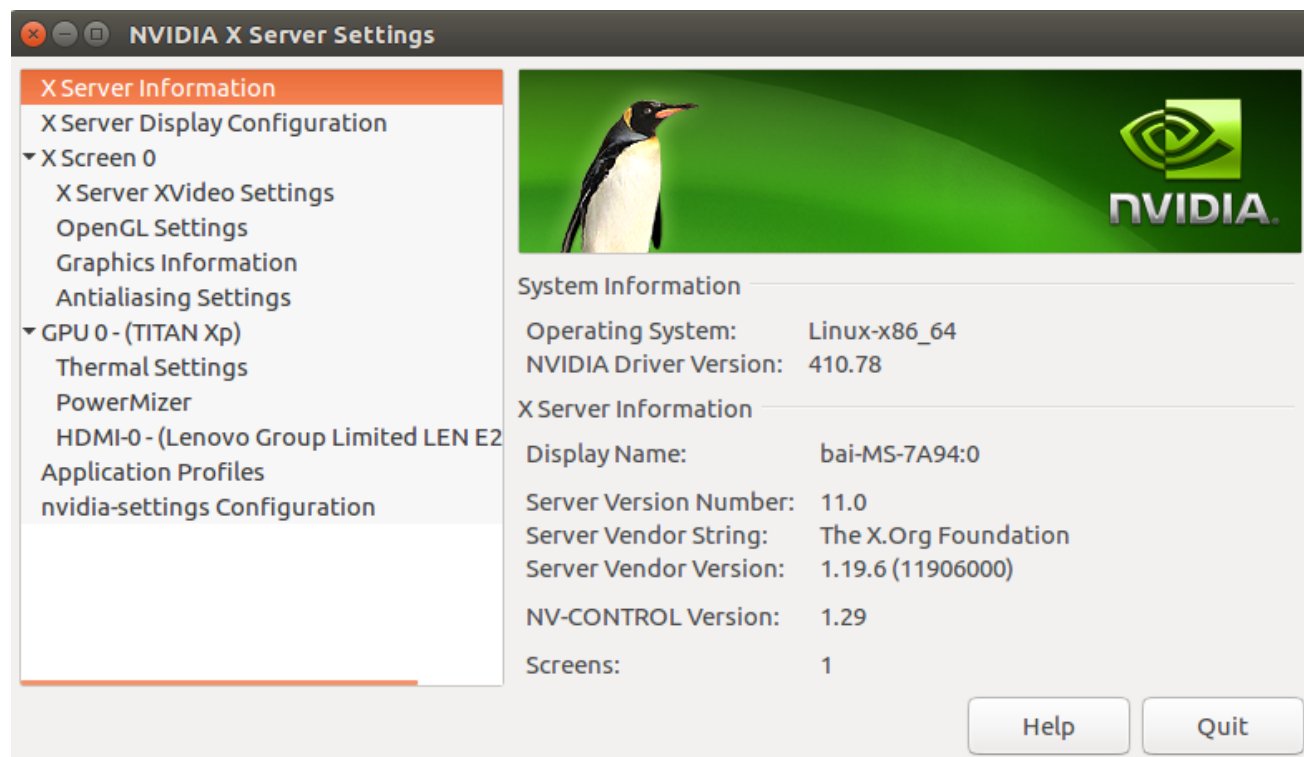 NVIDIA X Server Settings
X Server Information
X Server Display Configuration
X Screen 0
X Server XVideo Settings
OpenGL Settings
Graphics Information
Antialiasing Settings
GPU 0 - (TITAN Xp)
Thermal Settings
PowerMizer
HDMI-0 - (Lenovo Group Limited LEN E2
Application Profiles
nvidia-settings Configuration
NVIDIA.
System Information
Operating System: Linux-x86_64
NVIDIA Driver Version: 410.78
X Server Information
Display Name: bai-MS-7A94:0
Server Version Number: 11.0
Server Vendor String: The X.Org Foundation
Server Vendor Version: 1.19.6 (11906000)
NV-CONTROL Version: 1.29
Screens: 1
Help Quit